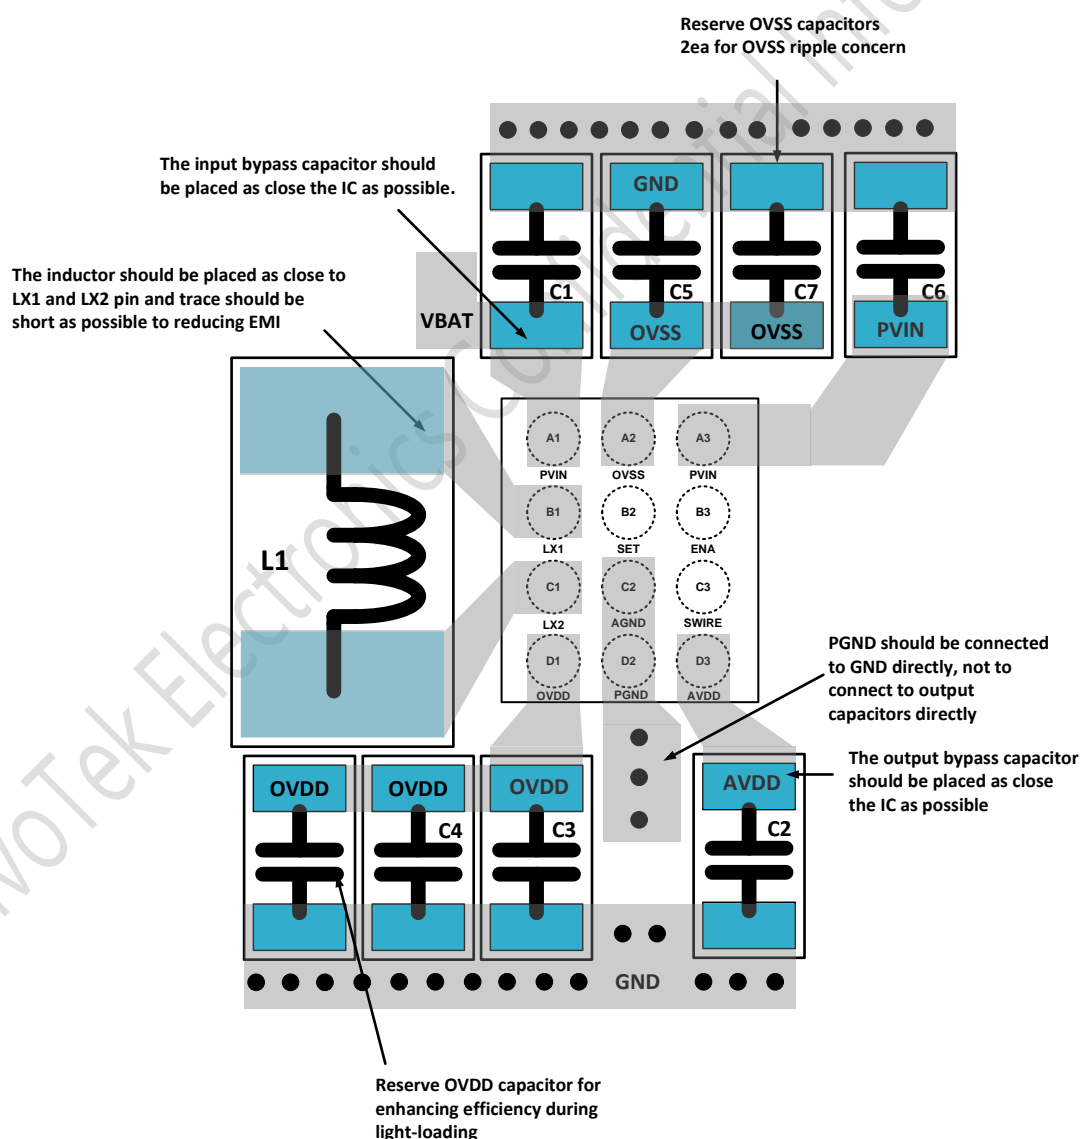 Reserve OVSS capacitors
2ea for OVSS ripple concern
The input bypass capacitor should
be placed as close the IC as possible.
GND
The inductor should be placed as close to
LX1 and LX2 pin and trace should be
short as possible to reducing EMI
C1
C5
C7
C6
VBAT
OVSS
OVSS
PVIN
A1
A2
A3
PVIN
OVSS
PVIN
B1
B2
B3
LX1
SET
ENA
L1
C1
C2
C3
LX2
AGND
SWIRE
D1
D2
D3
OVDD
PGND
AVDD
PGND should be connected
to GND directly, not to
connect to output
capacitors directly
The output bypass capacitor
should be placed as close
the IC as possible
OVDD
OVDD
OVDD
AVDD
C4
C3
C2
GND
Reserve OVDD capacitor for
enhancing efficiency during
light-loading